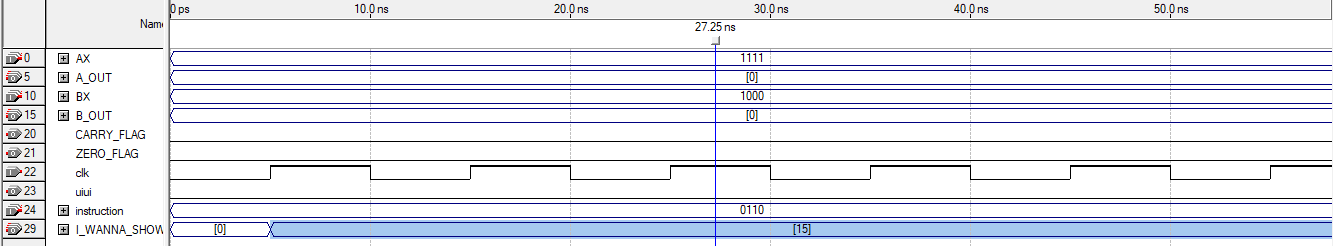 0 ps 10.0 ns 20.0 ns 30.0 ns 40.0 ns 50.0 ns
Name
27.25 ns
0 AX 1111
5 A_OUT [0]
10 BX 1000
15 B_OUT [0]
20 CARRY_FLAG
21 ZERO_FLAG
22 clk
23 uiui
24 instruction 0110
29 I_WANNA_SHOW [0] [15]